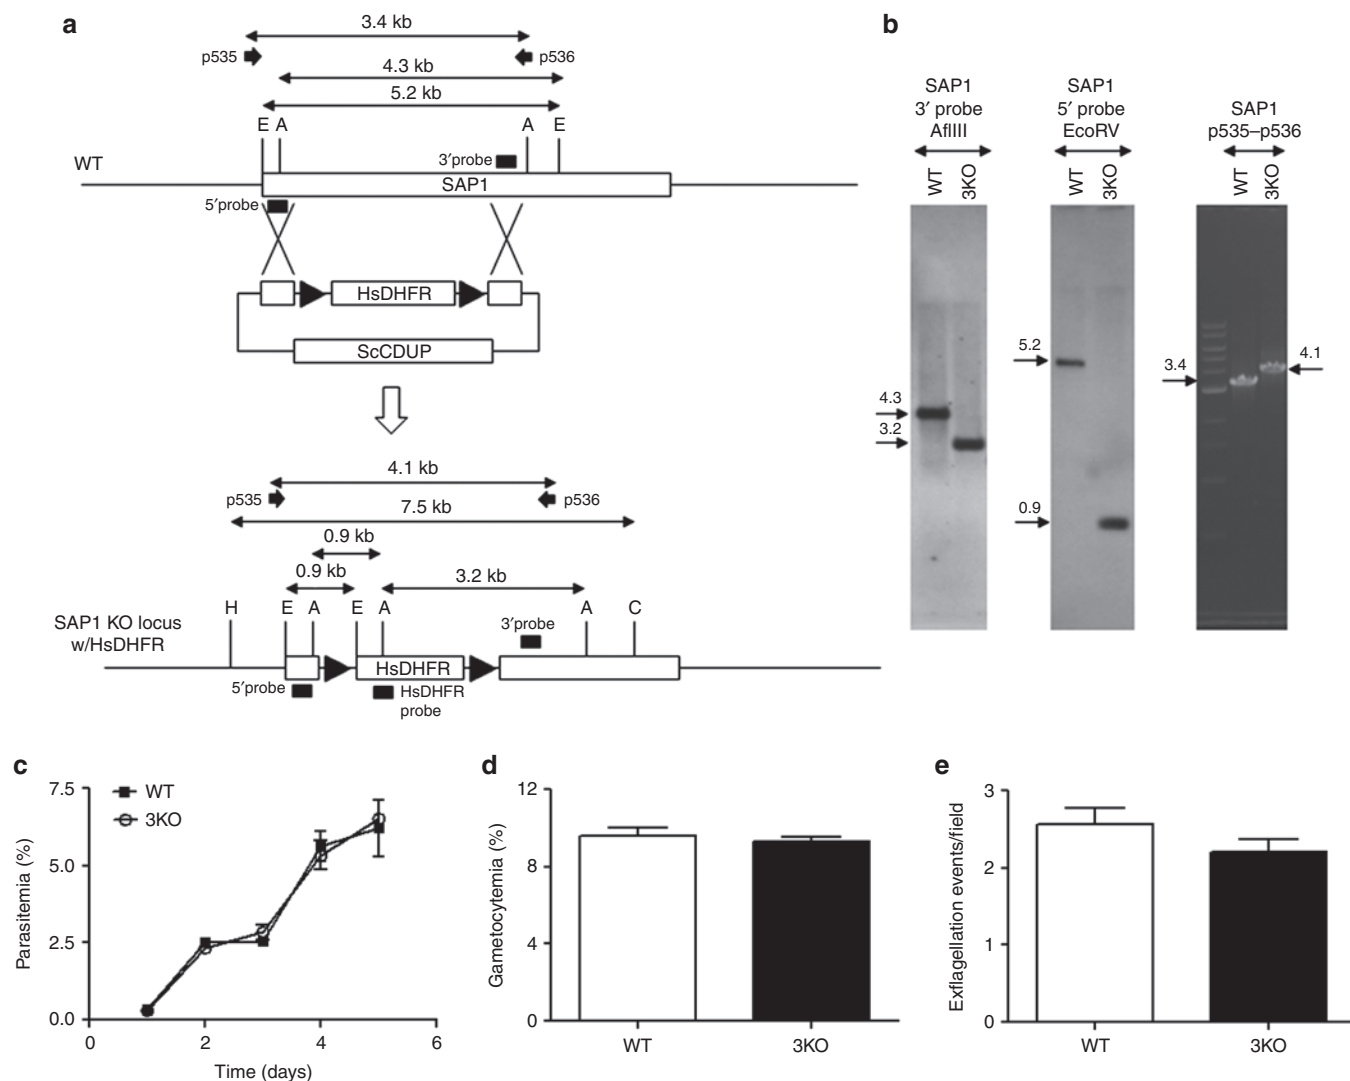 a
3.4 kb
p535
p536
4.3 kb
5.2 kb
E A A E
WT
3′probe
SAP1
5′probe
HsDHFR
ScCDUP
4.1 kb
p535
p536
7.5 kb
0.9 kb
0.9 kb
3.2 kb
H E A E A A C
SAP1 KO locus
w/HsDHFR
3′probe
HsDHFR
5′probe
HsDHFR
probe
b
SAP1
3′ probe
AflIII
WT
3KO
4.3
3.2
SAP1
5′ probe
EcoRV
WT
3KO
5.2
0.9
SAP1
p535–p536
WT
3KO
3.4
4.1
c
WT
3KO
Parasitemia (%)
7.5
5.0
2.5
0.0
0 2 4 6
Time (days)
d
Gametocytemia (%)
12
8
4
0
WT 3KO
e
Exflagellation events/field
3
2
1
0
WT 3KO